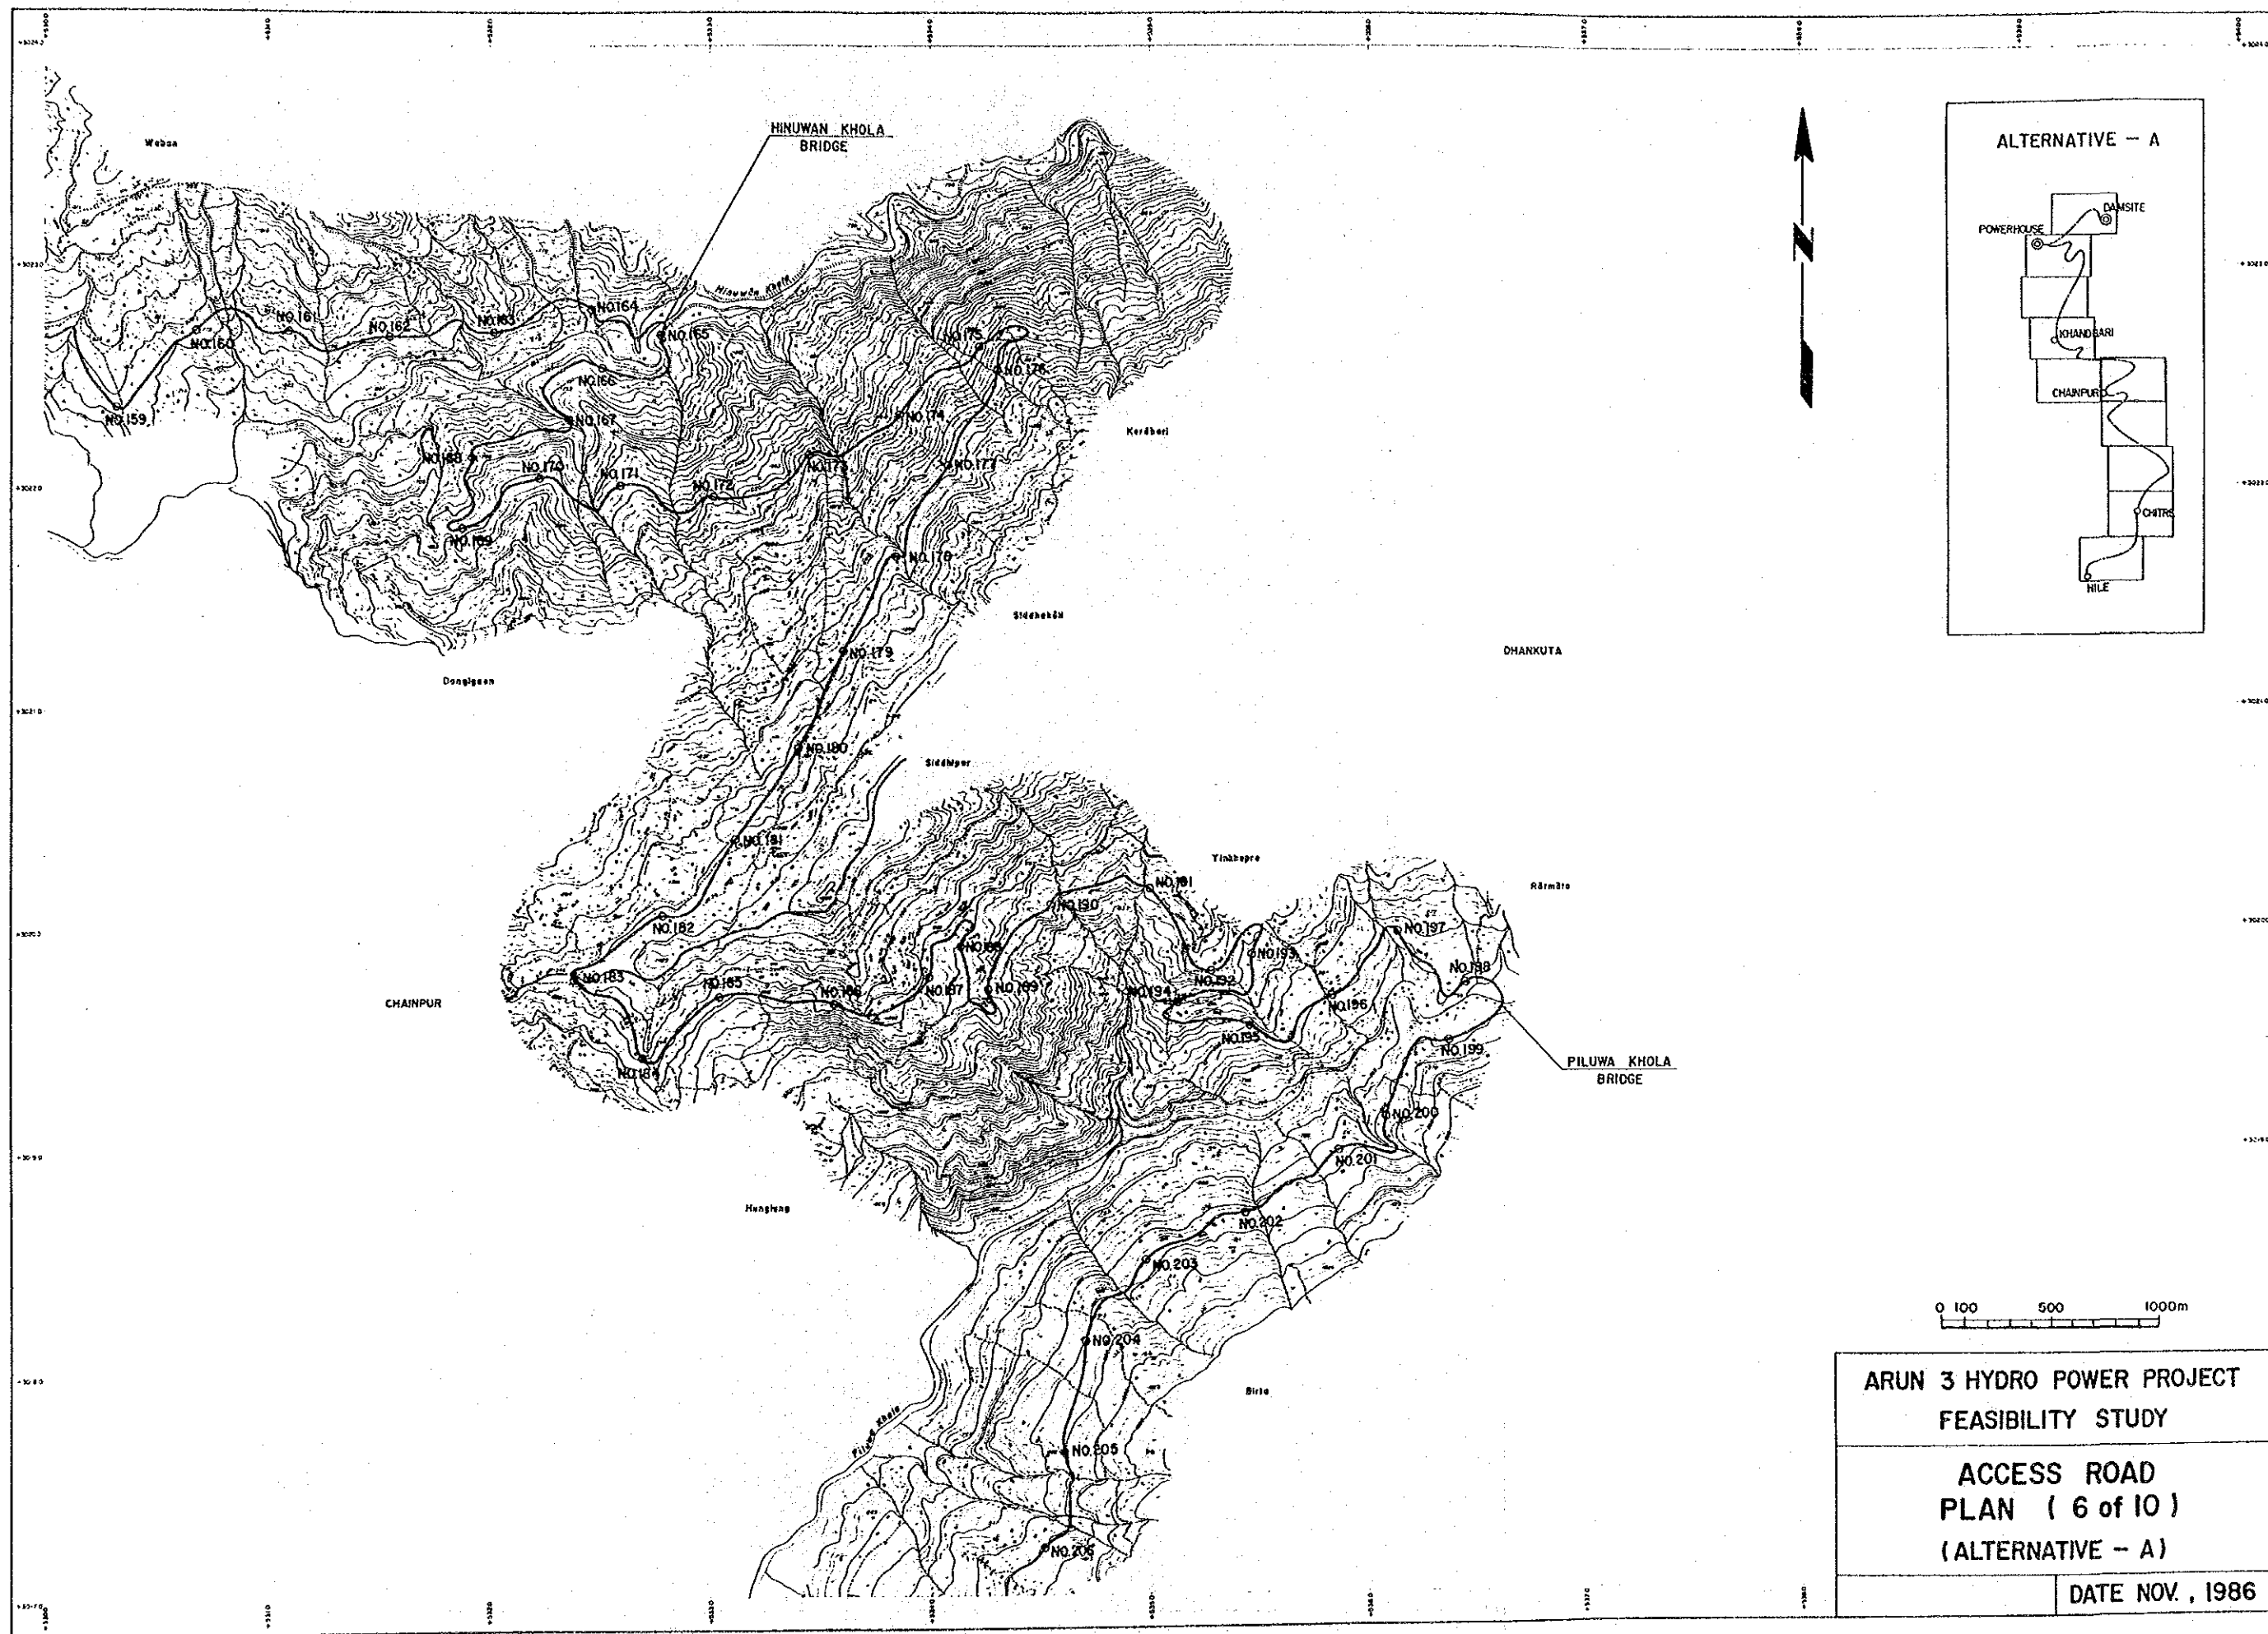 Waban
HINUWAN KHOLA
BRIDGE
ALTERNATIVE - A
DAMSITE
POWERHOUSE
KHANDBARI
CHAINPUR
CHITRE
HILE
N
Hinuwan Khola
NO.159
NO.160
NO.161
NO.162
NO.163
NO.164
NO.165
NO.166
NO.167
NO.168
NO.169
NO.170
NO.171
NO.172
NO.173
NO.174
NO.175
NO.176
NO.177
NO.178
NO.179
NO.180
NO.181
NO.182
NO.183
NO.184
NO.185
NO.186
NO.187
NO.188
NO.189
NO.190
NO.191
NO.192
NO.193
NO.194
NO.195
NO.196
NO.197
NO.198
NO.199
NO.200
NO.201
NO.202
NO.203
NO.204
NO.205
NO.206
DHANKUTA
Siddhipur
CHAINPUR
PILUWA KHOLA
BRIDGE
Birta
Piluwa Khola
0 100 500 1000m
ARUN 3 HYDRO POWER PROJECT
FEASIBILITY STUDY
ACCESS ROAD
PLAN ( 6 of 10 )
(ALTERNATIVE - A)
DATE NOV., 1986